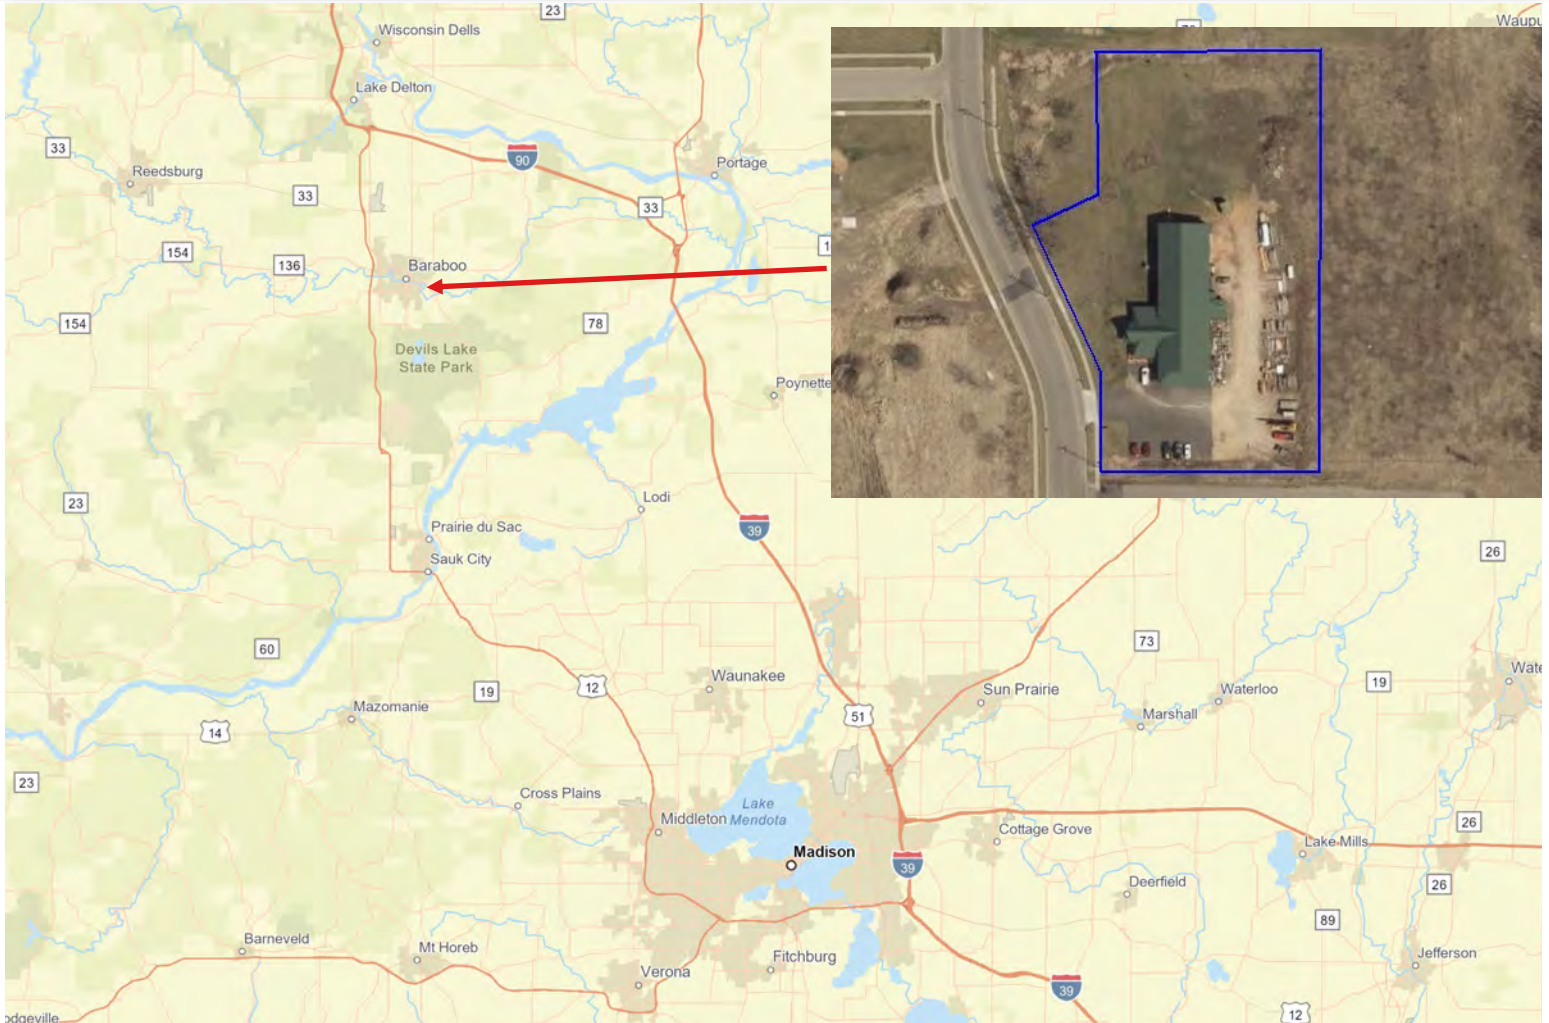 23
Wisconsin Dells
Lake Delton
33
Reedsburg
90
Portage
33
33
154
136
Baraboo
154
78
Devils Lake
State Park
Poynette
23
Lodi
39
26
Prairie du Sac
Sauk City
60
73
12
Waunakee
19
Sun Prairie
Waterloo
19
Mazomanie
51
Marshall
14
23
Cross Plains
Lake
Mendota
Middleton
Cottage Grove
26
Lake Mills
Madison
39
Deerfield
26
89
Barneveld
Mt Horeb
Fitchburg
Jefferson
Verona
39
12